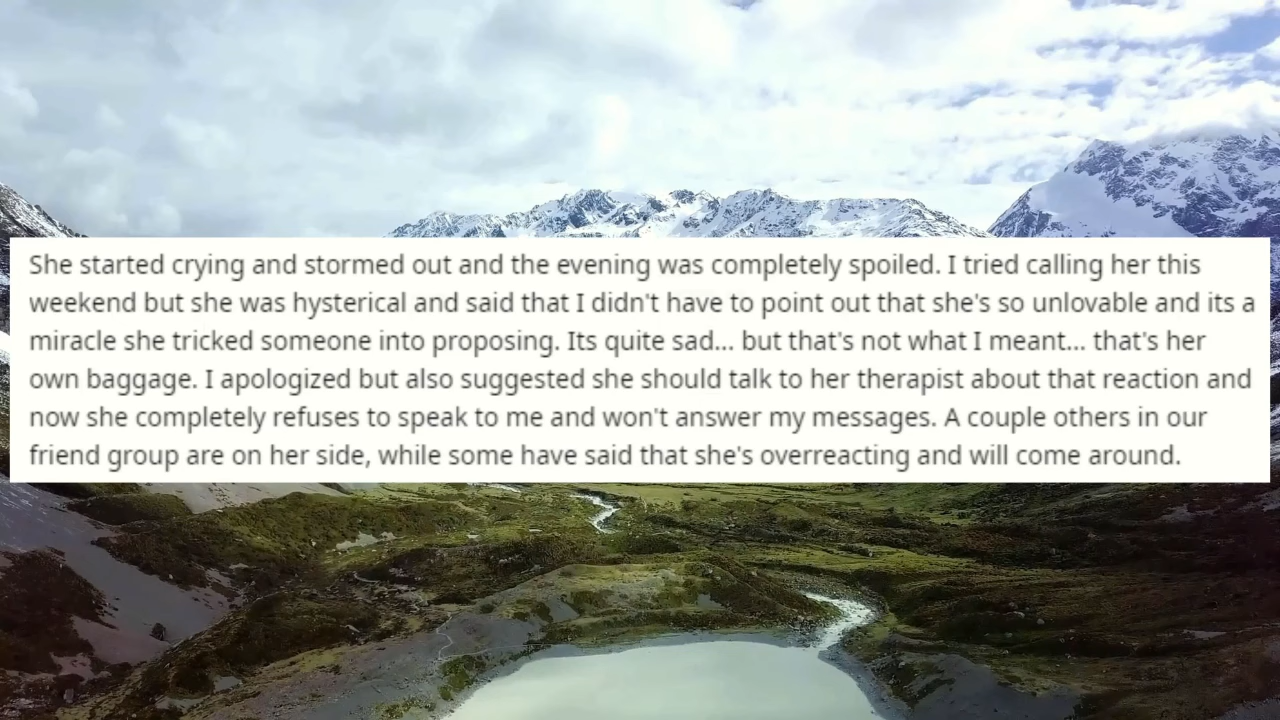 She started crying and stormed out and the evening was completely spoiled. I tried calling her this
weekend but she was hysterical and said that I didn't have to point out that she's so unlovable and its a
miracle she tricked someone into proposing. Its quite sad... but that's not what I meant... that's her
own baggage. I apologized but also suggested she should talk to her therapist about that reaction and
now she completely refuses to speak to me and won't answer my messages. A couple others in our
friend group are on her side, while some have said that she's overreacting and will come around.